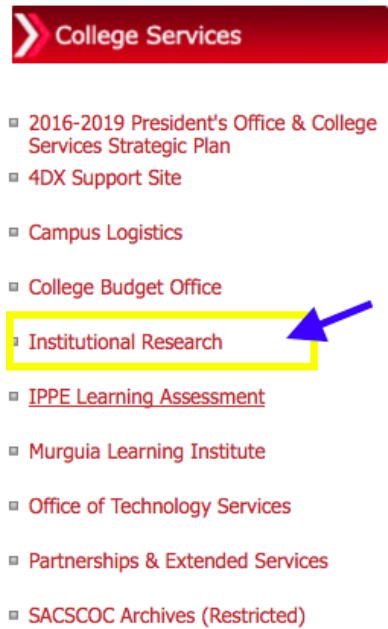 College Services
2016-2019 President's Office & College
Services Strategic Plan
4DX Support Site
Campus Logistics
College Budget Office
Institutional Research
IPPE Learning Assessment
Murguia Learning Institute
Office of Technology Services
Partnerships & Extended Services
SACSCOC Archives (Restricted)